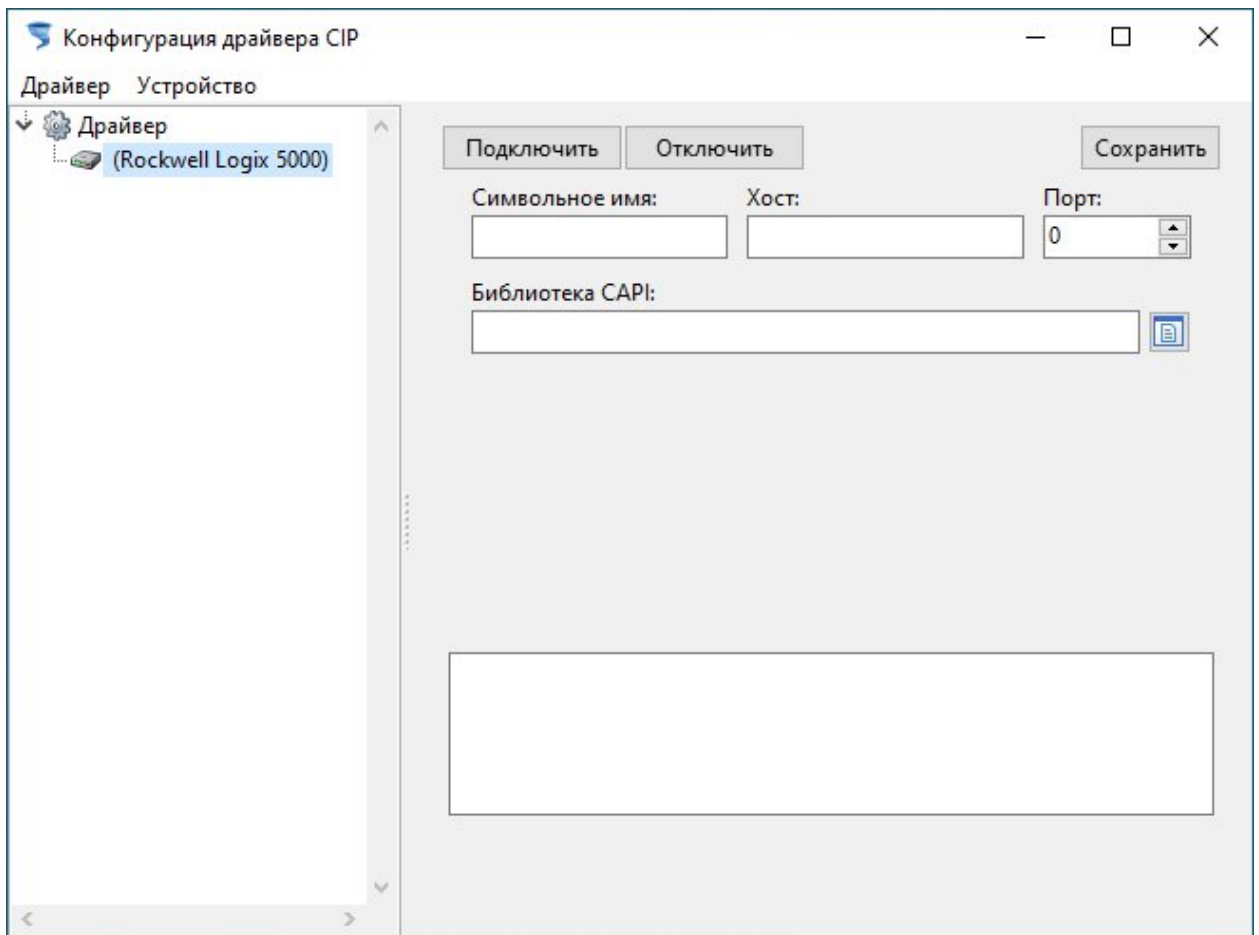 Конфигурация драйвера CIP
Драйвер Устройство
Драйвер
(Rockwell Logix 5000)
Подключить Отключить Сохранить
Символьное имя: Хост: Порт:
0
Библиотека CAPI: